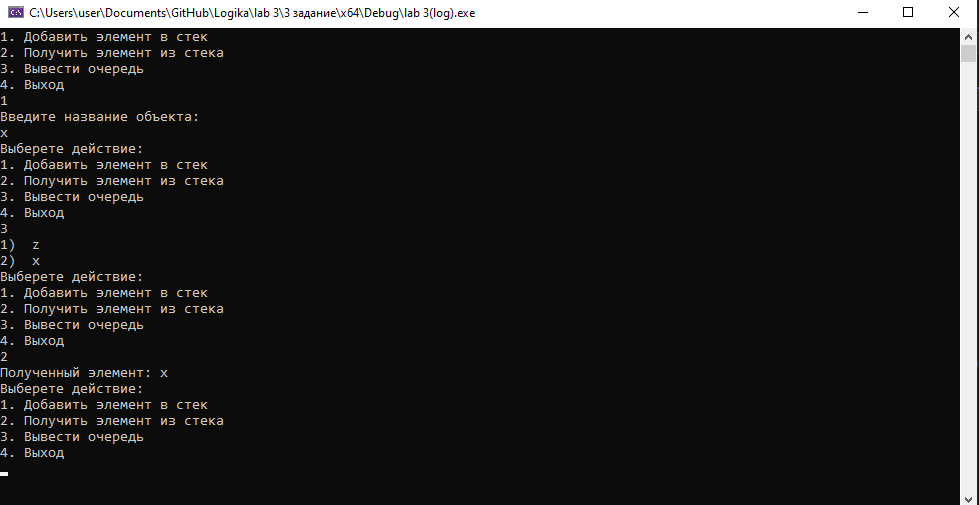 C:\Users\user\Documents\GitHub\Logika\lab 3\3 задание\x64\Debug\lab 3(log).exe
1. Добавить элемент в стек
2. Получить элемент из стека
3. Вывести очередь
4. Выход
1
Введите название объекта:
x
Выберете действие:
1. Добавить элемент в стек
2. Получить элемент из стека
3. Вывести очередь
4. Выход
3
1)  z
2)  x
Выберете действие:
1. Добавить элемент в стек
2. Получить элемент из стека
3. Вывести очередь
4. Выход
2
Полученный элемент: x
Выберете действие:
1. Добавить элемент в стек
2. Получить элемент из стека
3. Вывести очередь
4. Выход